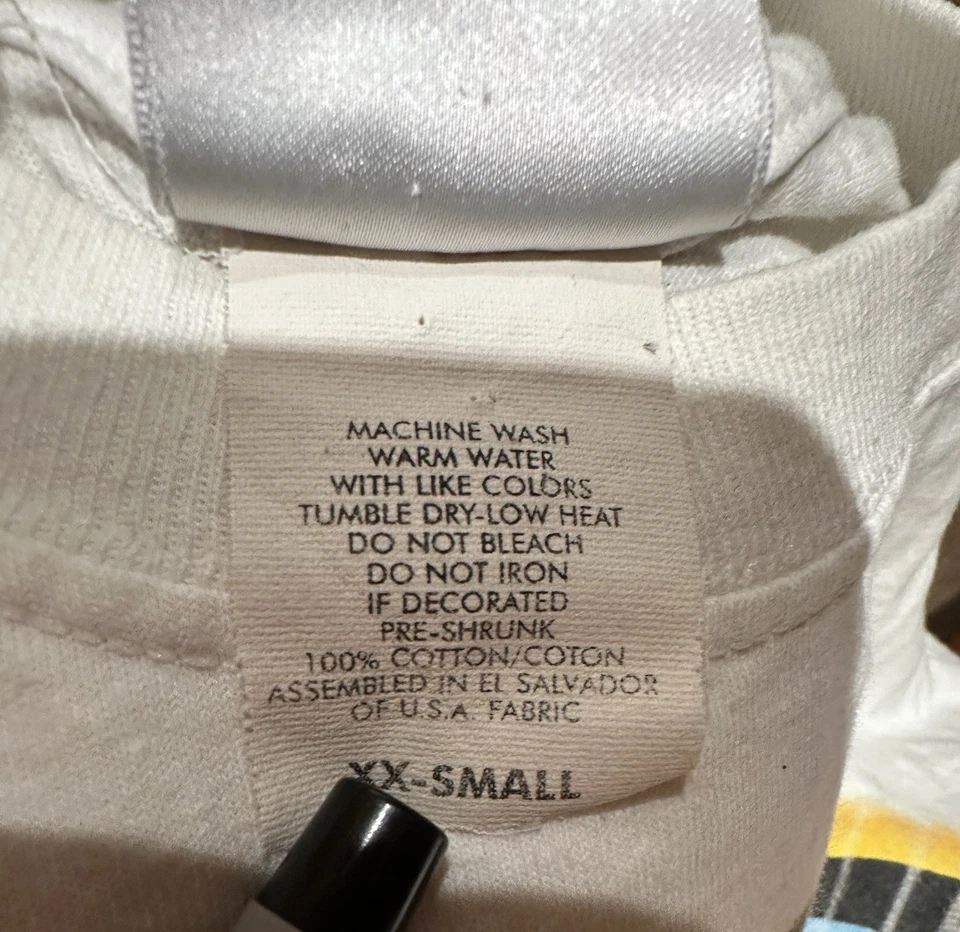 MACHINE WASH
WARM WATER
WITH LIKE COLORS
TUMBLE DRY-LOW HEAT
DO NOT BLEACH
DO NOT IRON
IF DECORATED
PRE-SHRUNK
100% COTTON/COTON
ASSEMBLED IN EL SALVADOR
OF U.S.A. FABRIC
XX-SMALL